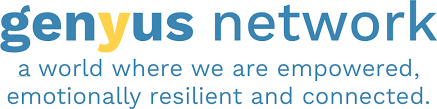 genyus network
a world where we are empowered,
emotionally resilient and connected.